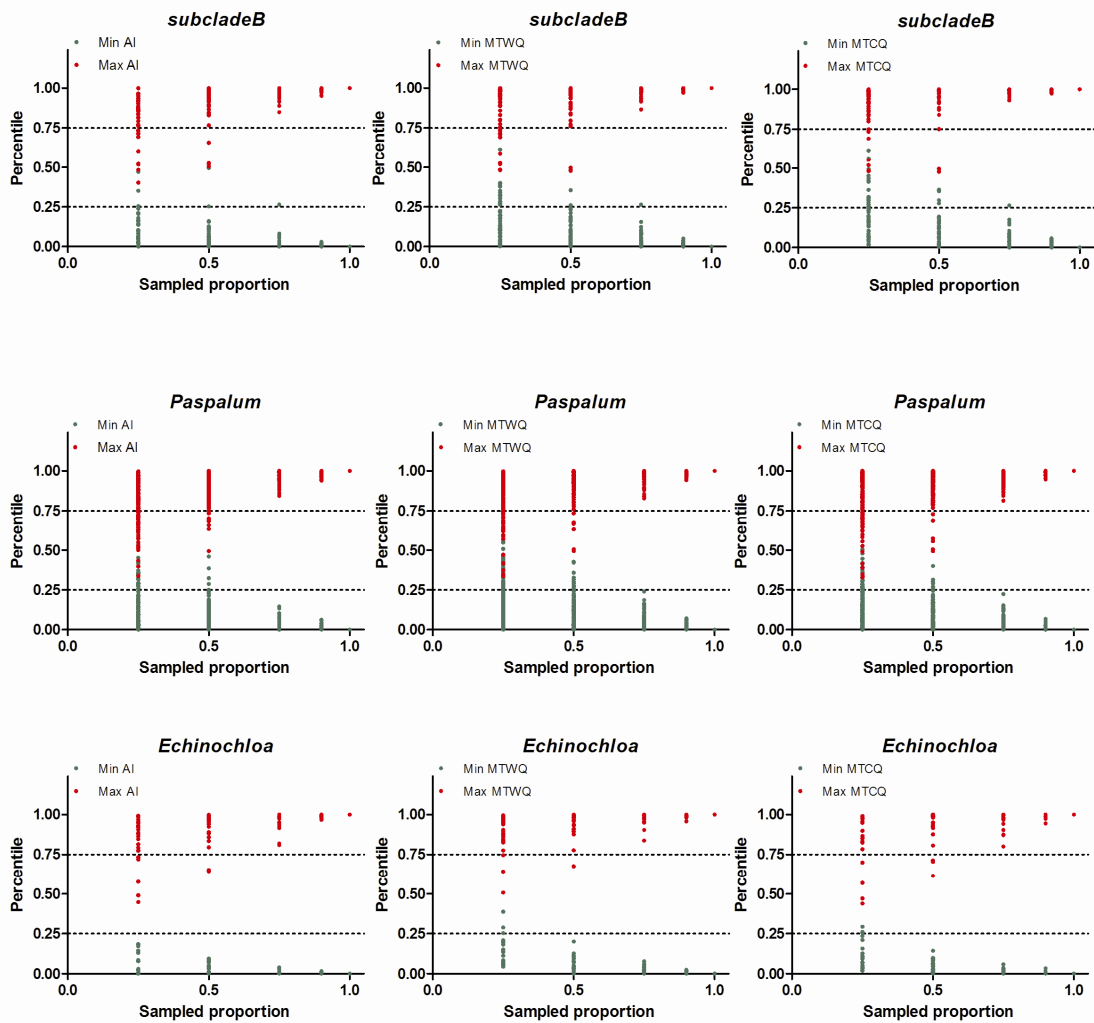 subcladeB
Min AI
Max AI
1.00
0.75
0.50
0.25
0.00
0.0
0.5
1.0
Percentile
Sampled proportion
subcladeB
Min MTWQ
Max MTWQ
1.00
0.75
0.50
0.25
0.00
0.0
0.5
1.0
Percentile
Sampled proportion
subcladeB
Min MTCQ
Max MTCQ
1.00
0.75
0.50
0.25
0.00
0.0
0.5
1.0
Percentile
Sampled proportion
Paspalum
Min AI
Max AI
1.00
0.75
0.50
0.25
0.00
0.0
0.5
1.0
Percentile
Sampled proportion
Paspalum
Min MTWQ
Max MTWQ
1.00
0.75
0.50
0.25
0.00
0.0
0.5
1.0
Percentile
Sampled proportion
Paspalum
Min MTCQ
Max MTCQ
1.00
0.75
0.50
0.25
0.00
0.0
0.5
1.0
Percentile
Sampled proportion
Echinochloa
Min AI
Max AI
1.00
0.75
0.50
0.25
0.00
0.0
0.5
1.0
Percentile
Sampled proportion
Echinochloa
Min MTWQ
Max MTWQ
1.00
0.75
0.50
0.25
0.00
0.0
0.5
1.0
Percentile
Sampled proportion
Echinochloa
Min MTCQ
Max MTCQ
1.00
0.75
0.50
0.25
0.00
0.0
0.5
1.0
Percentile
Sampled proportion